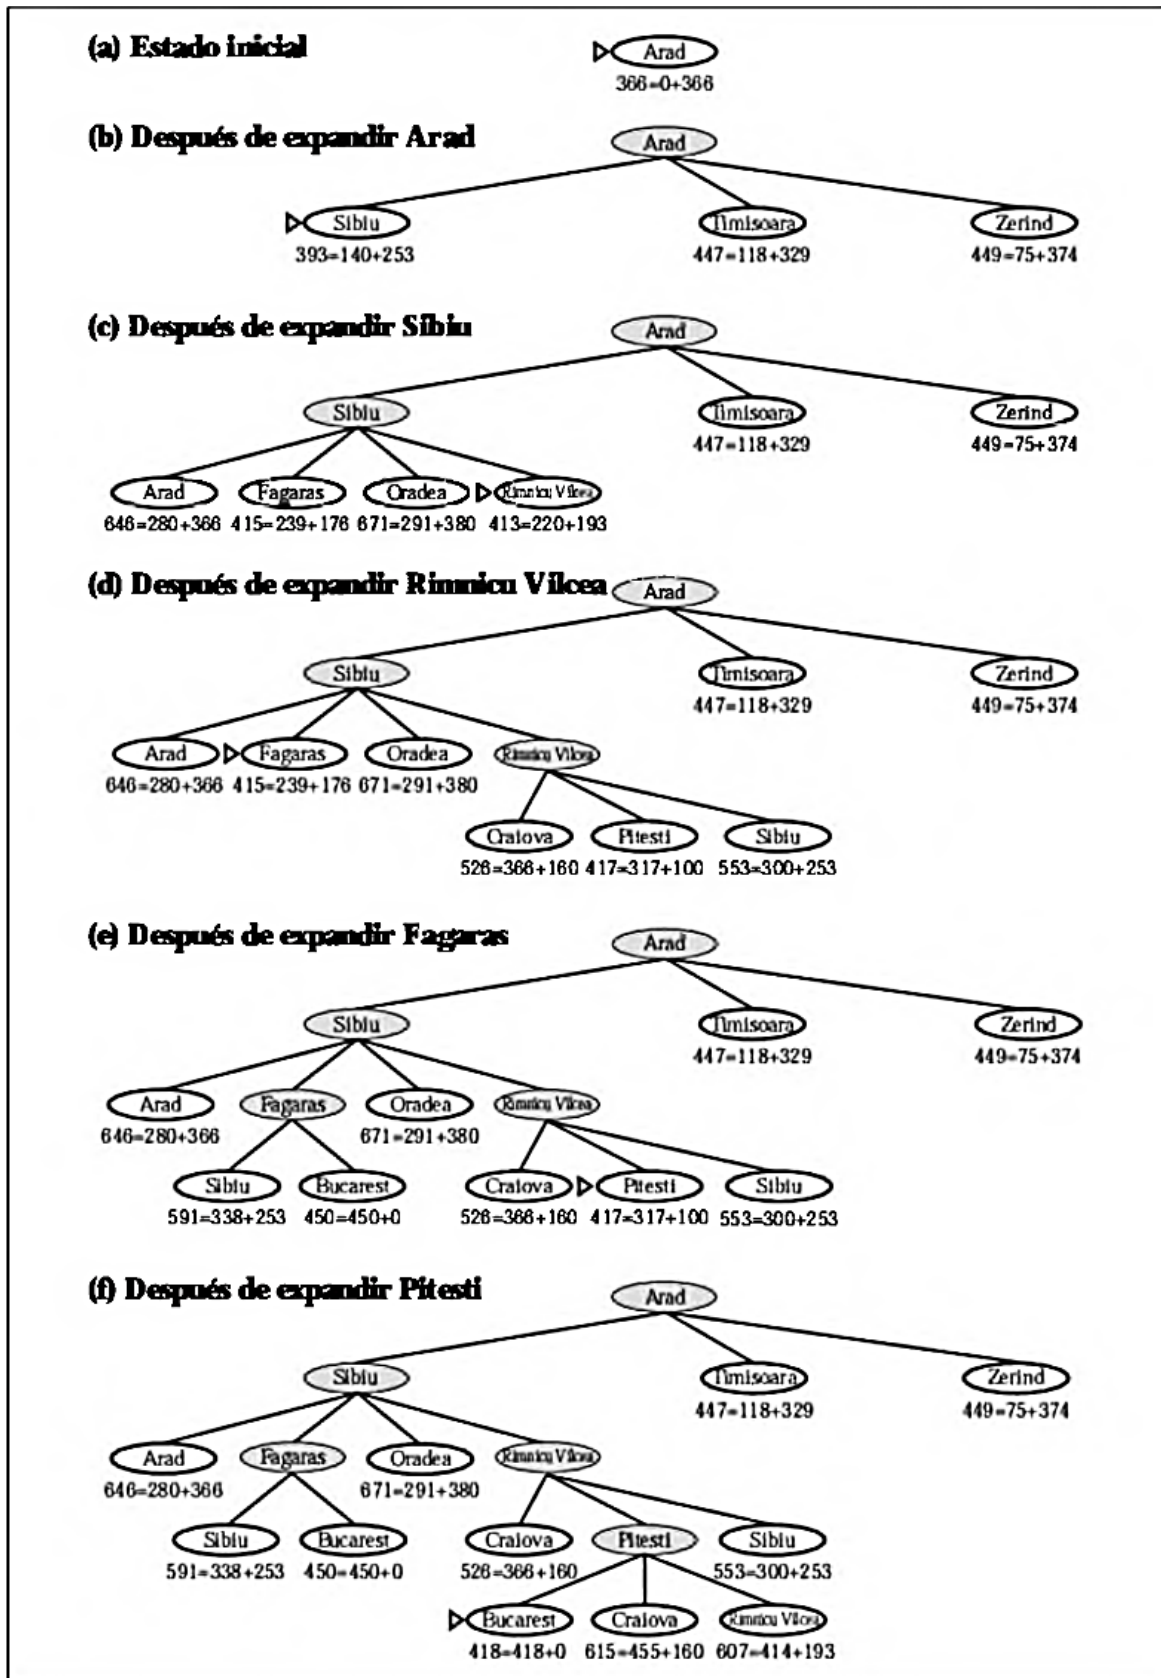 (a) Estado inicial
Arad
366=0+366
(b) Después de expandir Arad
Arad
Sibiu Timisoara Zerind
393=140+253 447=118+329 449=75+374
(c) Después de expandir Sibiu
Arad
Sibiu Timisoara Zerind
447=118+329 449=75+374
Arad Fagaras Oradea Rimnicu Vilcea
646=280+366 415=239+176 671=291+380 413=220+193
(d) Después de expandir Rimnicu Vilcea
Arad
Sibiu Timisoara Zerind
447=118+329 449=75+374
Arad Fagaras Oradea Rimnicu Vilcea
646=280+366 415=239+176 671=291+380
Craiova Pitesti Sibiu
526=366+160 417=317+100 553=300+253
(e) Después de expandir Fagaras
Arad
Sibiu Timisoara Zerind
447=118+329 449=75+374
Arad Fagaras Oradea Rimnicu Vilcea
646=280+366 671=291+380
Sibiu Bucarest Craiova Pitesti Sibiu
591=338+253 450=450+0 526=366+160 417=317+100 553=300+253
(f) Después de expandir Pitesti
Arad
Sibiu Timisoara Zerind
447=118+329 449=75+374
Arad Fagaras Oradea Rimnicu Vilcea
646=280+366 671=291+380
Sibiu Bucarest Craiova Pitesti Sibiu
591=338+253 450=450+0 526=366+160 553=300+253
Bucarest Craiova Rimnicu Vilcea
418=418+0 615=455+160 607=414+193